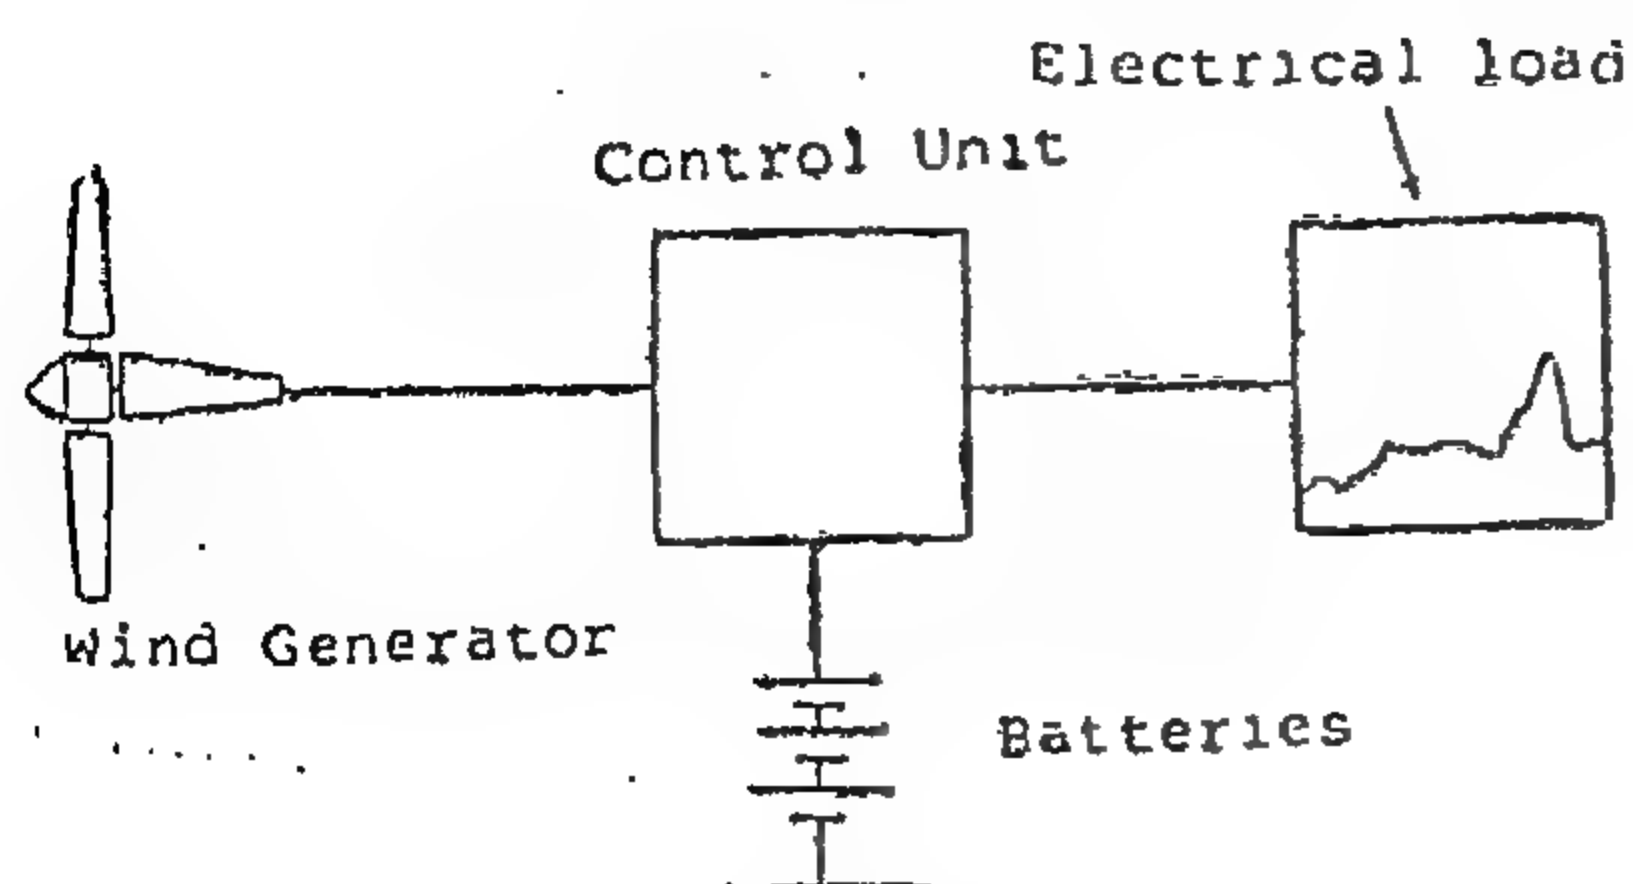 Electrical load
Control Unit
Wind Generator
Batteries